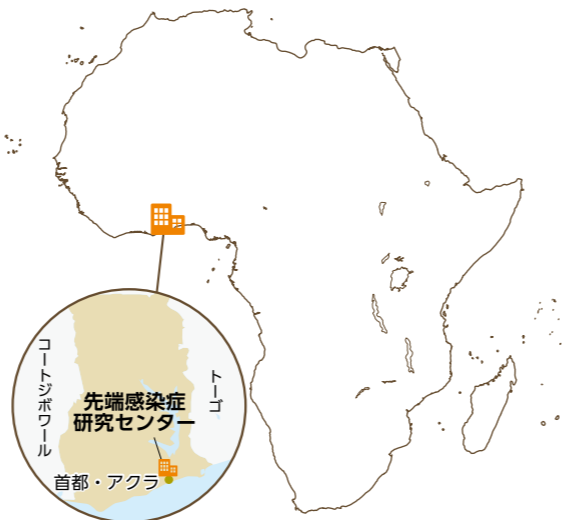 コートジボワール
トーゴ
先端感染症
研究センター
首都・アクラ